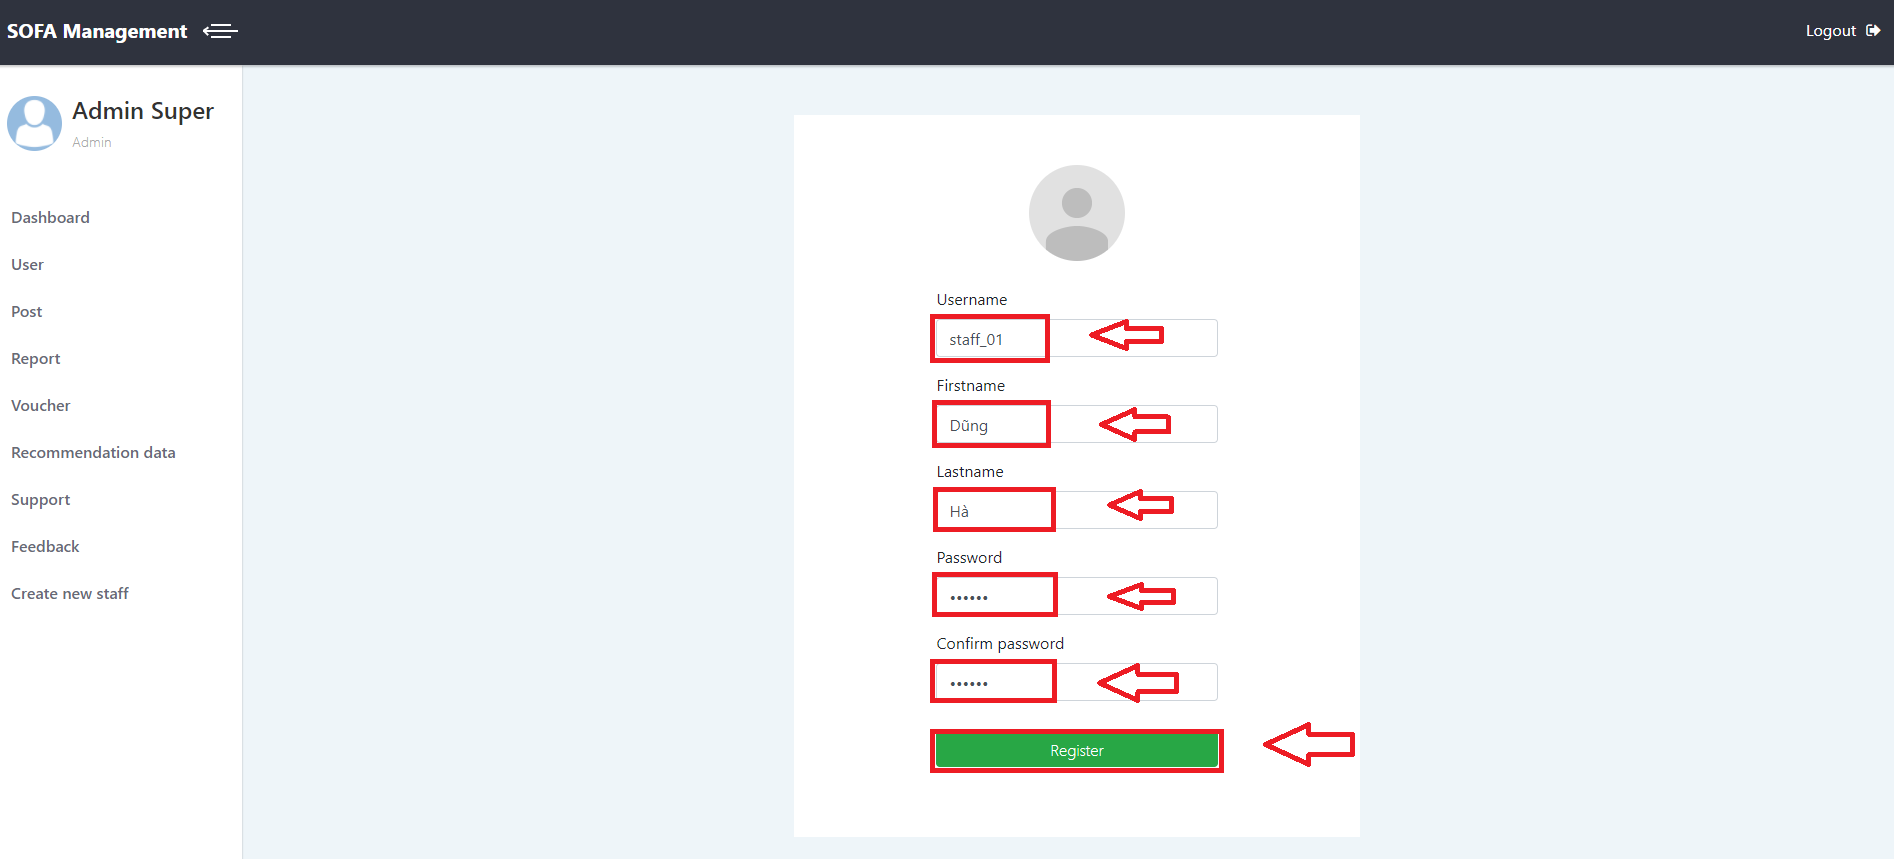 SOFA Management
Logout
Admin Super
Admin
Dashboard
User
Post
Report
Voucher
Recommendation data
Support
Feedback
Create new staff
Username
staff_01
Firstname
Dũng
Lastname
Hà
Password
••••••
Confirm password
••••••
Register